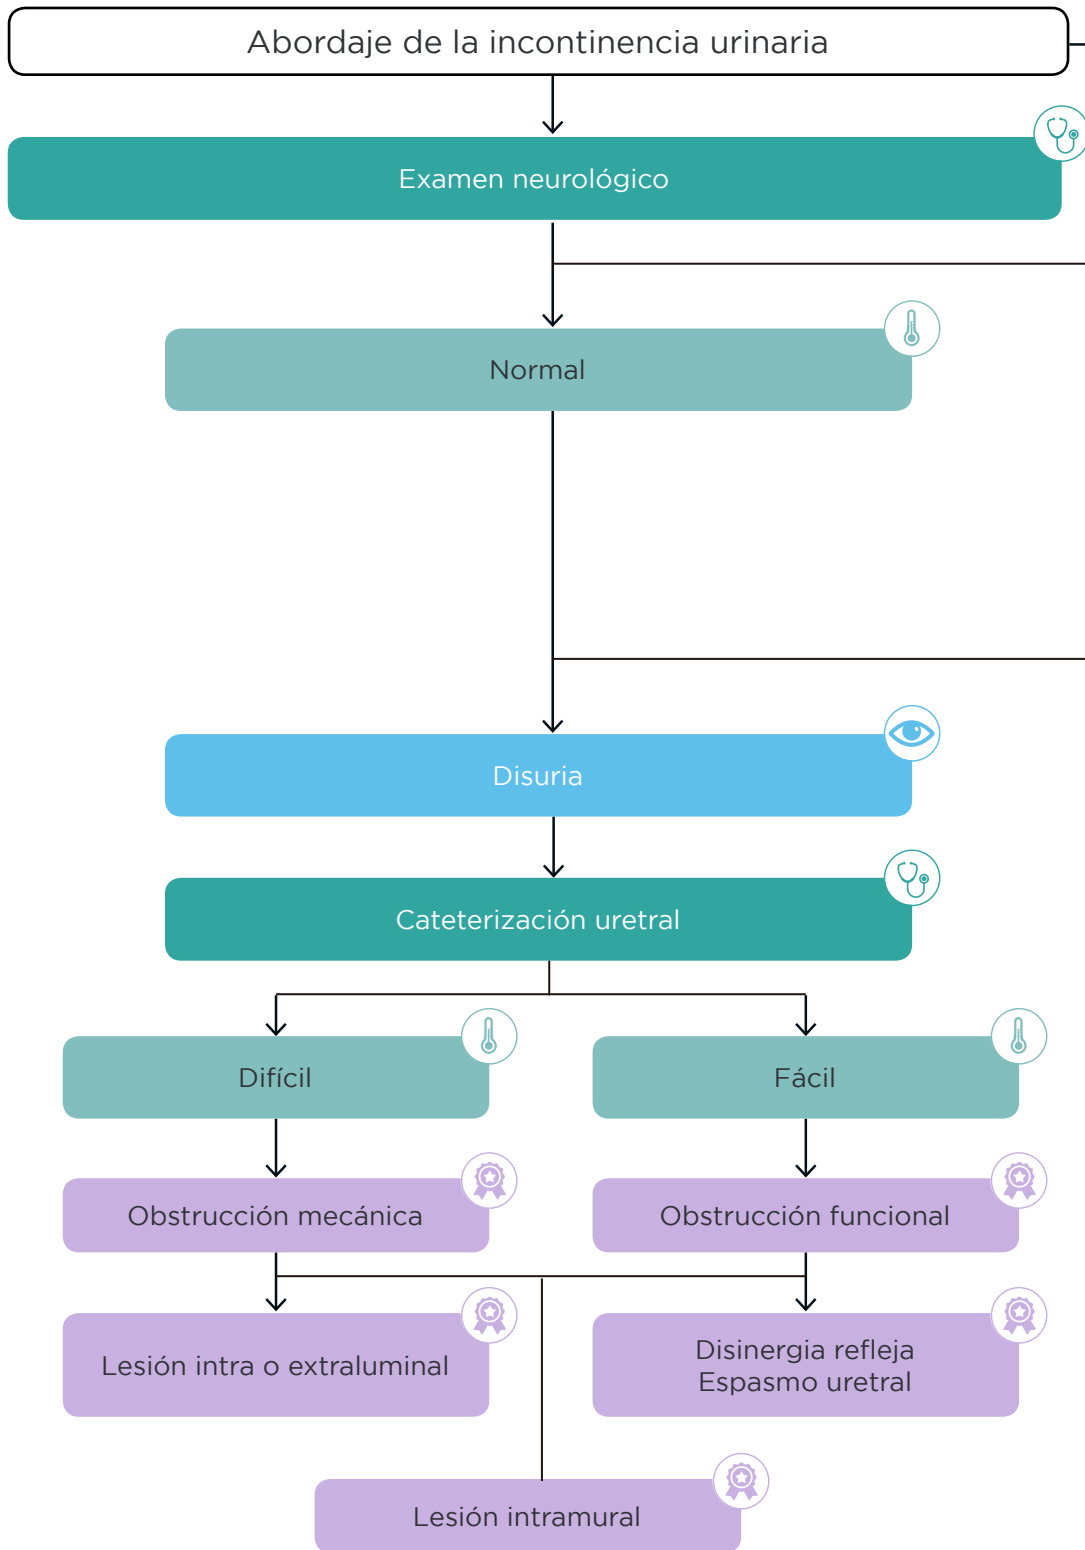 Abordaje de la incontinencia urinaria
Examen neurológico
Normal
Disuria
Cateterización uretral
Difícil
Fácil
Obstrucción mecánica
Obstrucción funcional
Lesión intra o extraluminal
Disinergia refleja
Espasmo uretral
Lesión intramural